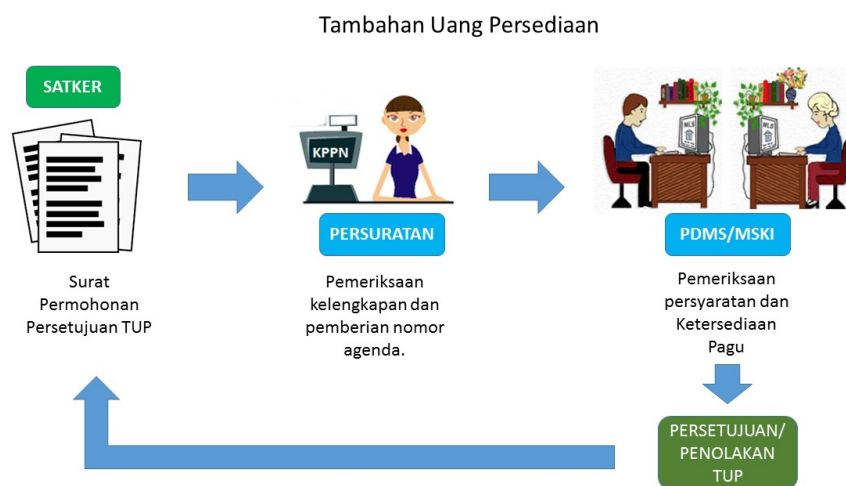 Tambahan Uang Persediaan
SATKER
Surat
Permohonan
Persetujuan TUP
KPPN
PERSURATAN
Pemeriksaan
kelengkapan dan
pemberian nomor
agenda.
PDMS/MSKI
Pemeriksaan
persyaratan dan
Ketersediaan
Pagu
PERSETUJUAN/
PENOLAKAN
TUP